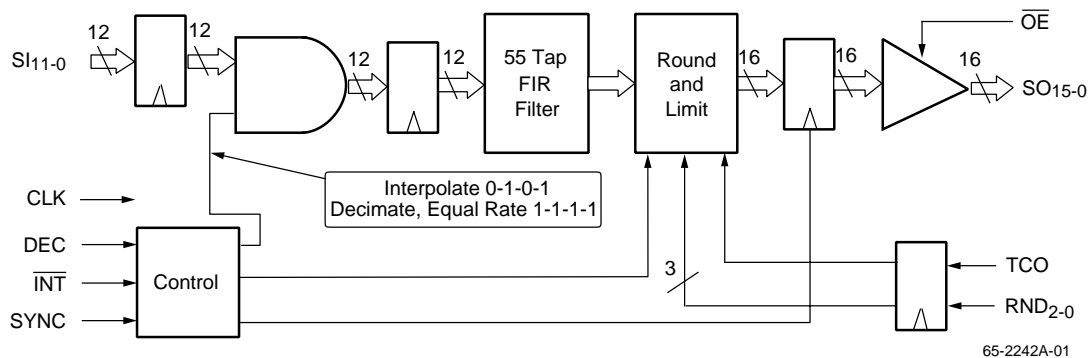 12
12
12
12
16
16
16
SI11-0
55 Tap
FIR
Filter
Round
and
Limit
OE
SO15-0
Interpolate 0-1-0-1
Decimate, Equal Rate 1-1-1-1
CLK
DEC
INT
SYNC
Control
3
TCO
RND2-0
65-2242A-01